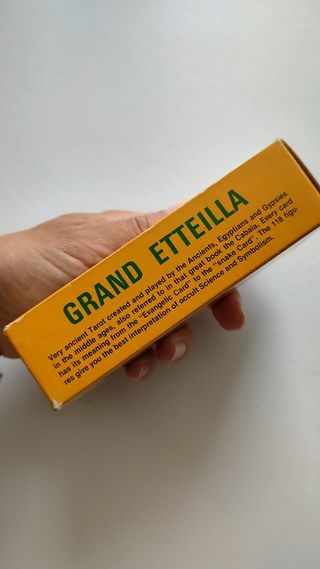 GRAND ETTEILLA
Very ancient Tarot created and played by the Ancients, Egyptians and Gypsies
in the middle ages, also referred to in that great book the Cabala. Every card
has its meaning from the "Evangelic Card" to the "snake Card". The 118 figu-
res give you the best interpretation of occult Science and Symbolism.